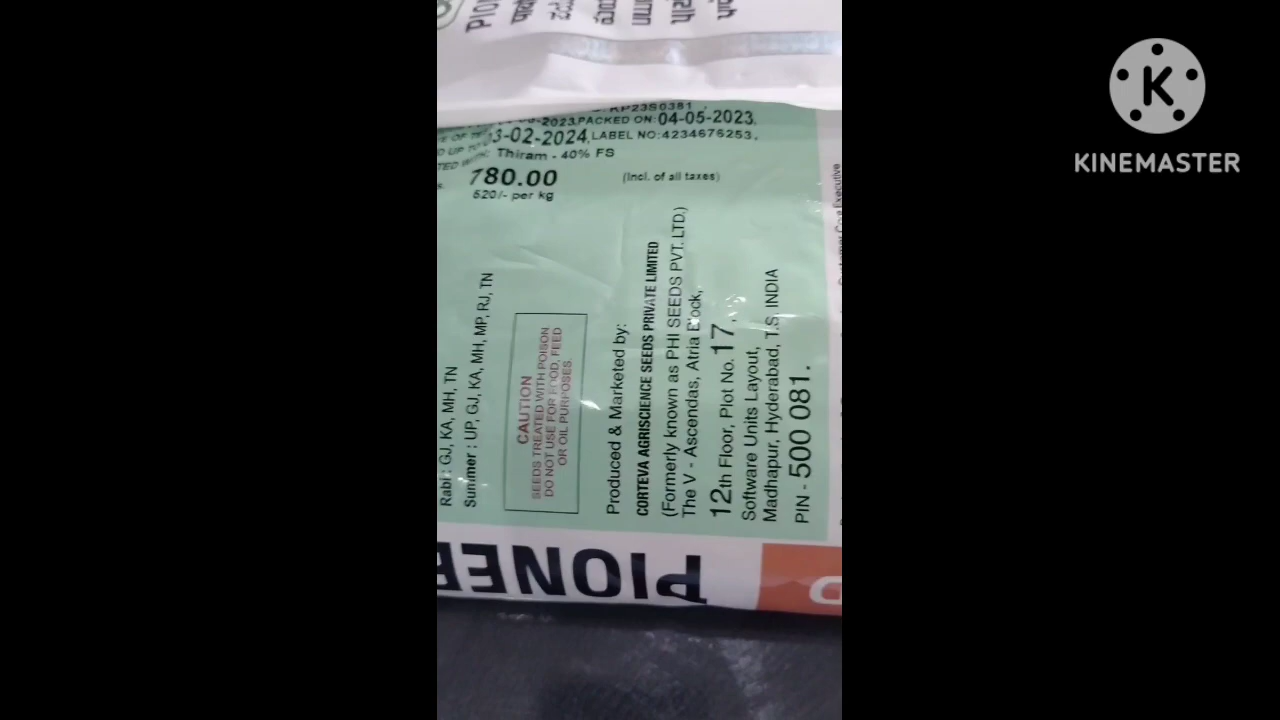 KP23S0381
2023.PACKED ON:04-05-2023.
3-02-2024.LABEL NO:4234676253.
Thiram - 40% FS
780.00 (Incl. of all taxes)
520/- per kg
Rabi : GJ, KA, MH, TN
Summer : UP, GJ, KA, MH, MP, RJ, TN
CAUTION
SEEDS TREATED WITH POISON
DO NOT USE FOR FOOD, FEED
OR OIL PURPOSES.
Produced & Marketed by:
CORTEVA AGRISCIENCE SEEDS PRIVATE LIMITED
(Formerly known as PHI SEEDS PVT. LTD.)
The V - Ascendas, Atria Block,
12th Floor, Plot No. 17,
Software Units Layout,
Madhapur, Hyderabad, T.S. INDIA
PIN - 500 081.
PIONEE
KINEMASTER